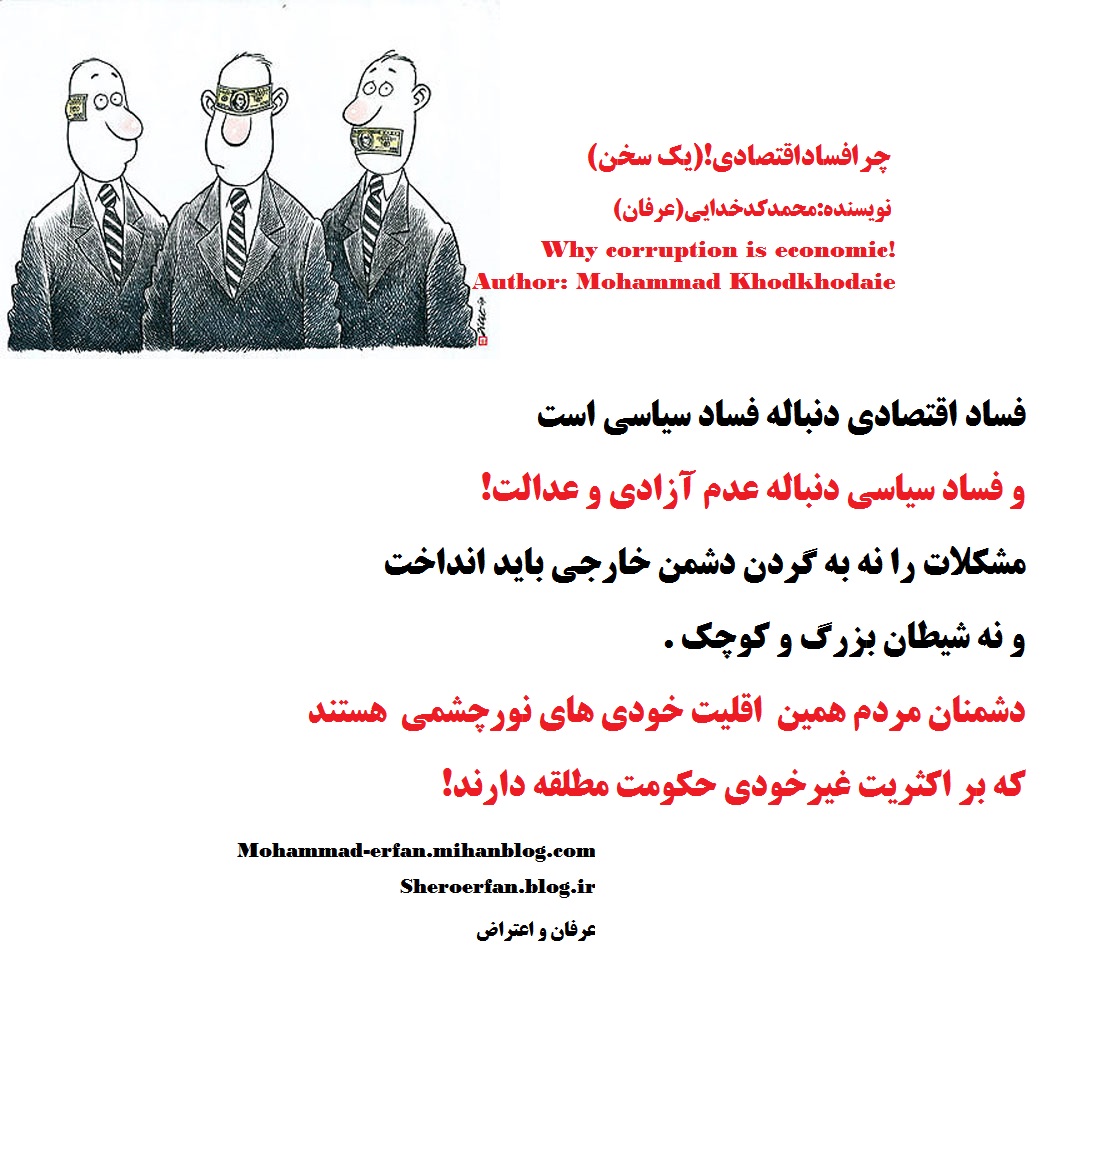 چرافساداقتصادی!(یک سخن)
نویسنده:محمدکدخدایی(عرفان)
Why corruption is economic!
Author: Mohammad Khodkhodaie
فساد اقتصادی دنباله فساد سیاسی است
و فساد سیاسی دنباله عدم آزادی و عدالت!
مشکلات را نه به گردن دشمن خارجی باید انداخت
و نه شیطان بزرگ و کوچک .
دشمنان مردم همین اقلیت خودی های نورچشمی هستند
که بر اکثریت غیرخودی حکومت مطلقه دارند!
Mohammad-erfan.mihanblog.com
Sheroerfan.blog.ir
عرفان و اعتراض